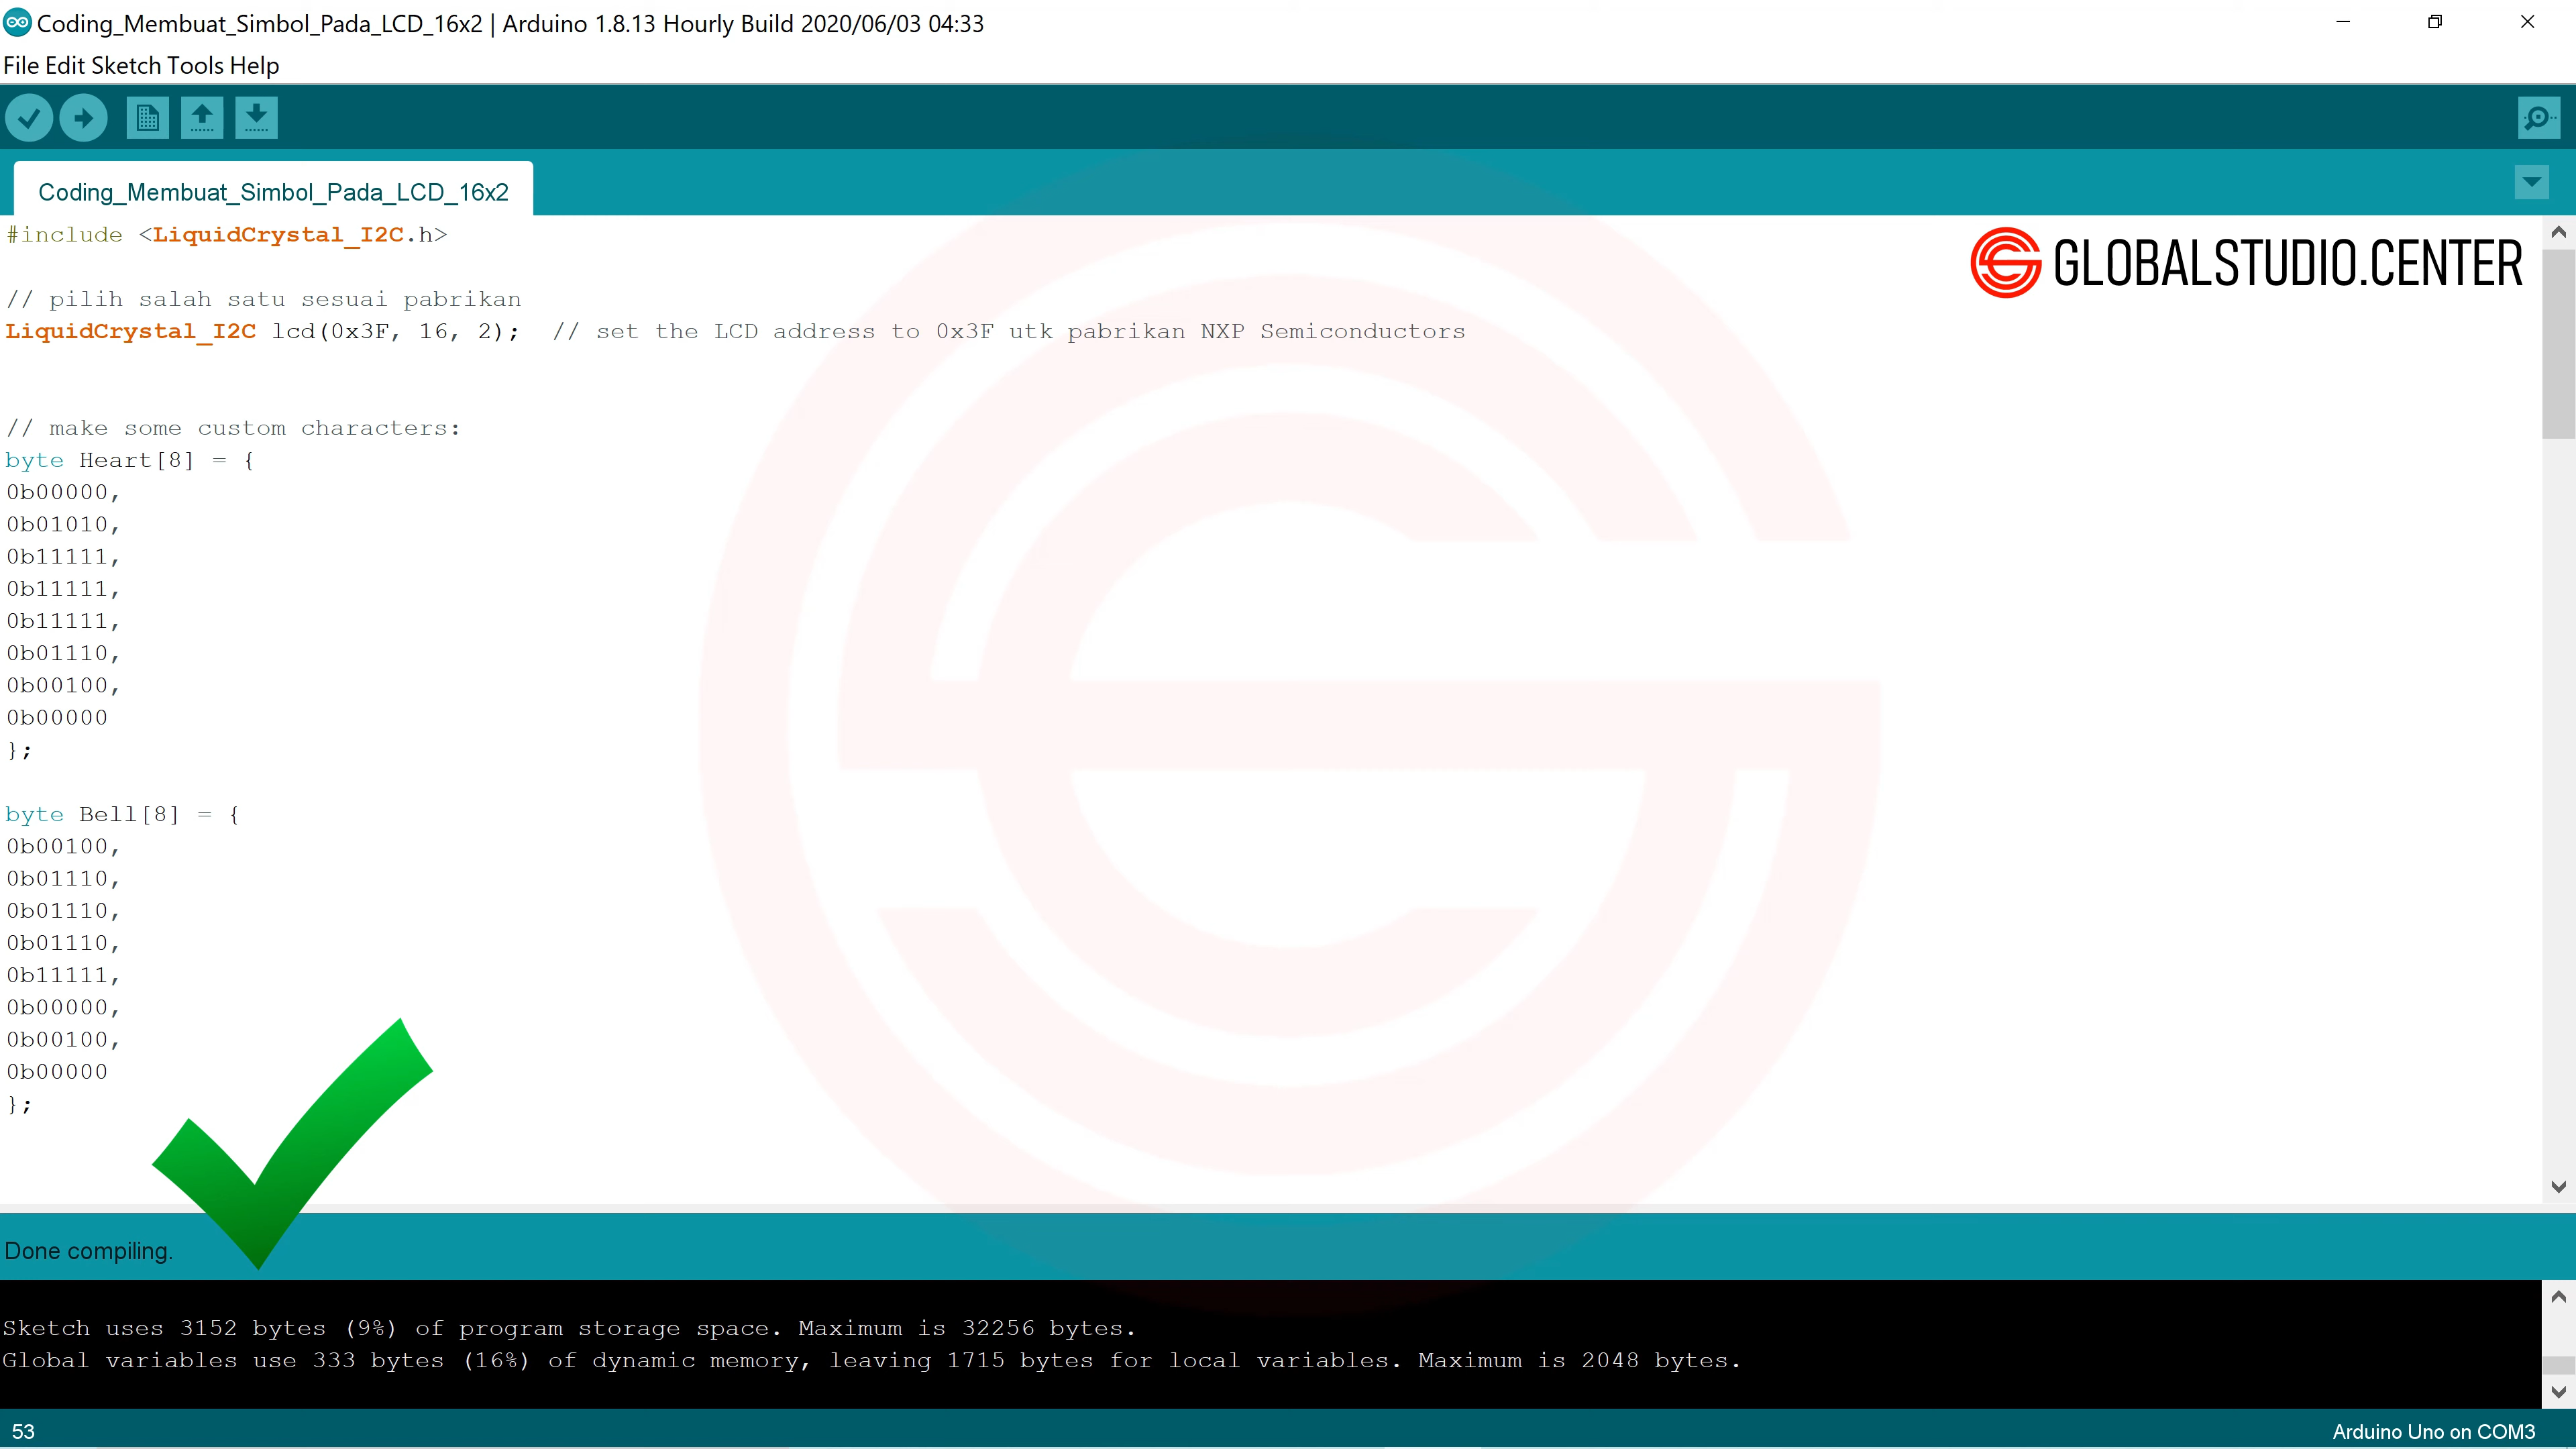 Coding_Membuat_Simbol_Pada_LCD_16x2 | Arduino 1.8.13 Hourly Build 2020/06/03 04:33
File Edit Sketch Tools Help
Coding_Membuat_Simbol_Pada_LCD_16x2
#include <LiquidCrystal_I2C.h>
GLOBALSTUDIO.CENTER
// pilih salah satu sesuai pabrikan
LiquidCrystal_I2C lcd(0x3F, 16, 2);  // set the LCD address to 0x3F utk pabrikan NXP Semiconductors
// make some custom characters:
byte Heart[8] = {
0b00000,
0b01010,
0b11111,
0b11111,
0b11111,
0b01110,
0b00100,
0b00000
};
byte Bell[8] = {
0b00100,
0b01110,
0b01110,
0b01110,
0b11111,
0b00000,
0b00100,
0b00000
};
Done compiling.
Sketch uses 3152 bytes (9%) of program storage space. Maximum is 32256 bytes.
Global variables use 333 bytes (16%) of dynamic memory, leaving 1715 bytes for local variables. Maximum is 2048 bytes.
53
Arduino Uno on COM3